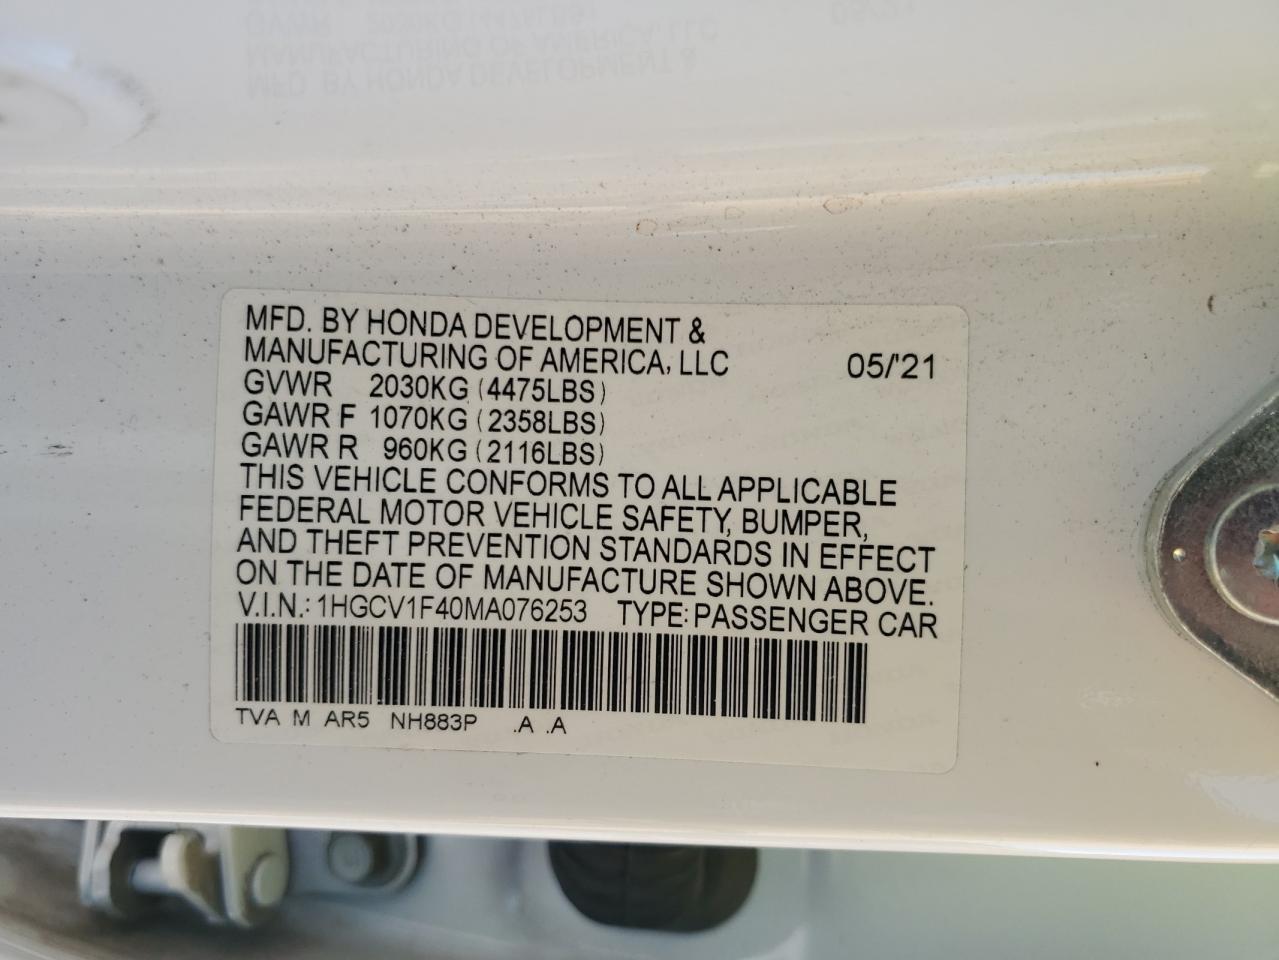 MFD. BY HONDA DEVELOPMENT &
MANUFACTURING OF AMERICA, LLC 05/'21
GVWR 2030KG (4475LBS)
GAWR F 1070KG (2358LBS)
GAWR R 960KG (2116LBS)
THIS VEHICLE CONFORMS TO ALL APPLICABLE
FEDERAL MOTOR VEHICLE SAFETY, BUMPER,
AND THEFT PREVENTION STANDARDS IN EFFECT
ON THE DATE OF MANUFACTURE SHOWN ABOVE.
V.I.N.: 1HGCV1F40MA076253 TYPE: PASSENGER CAR
TVA M AR5 NH883P .A .A